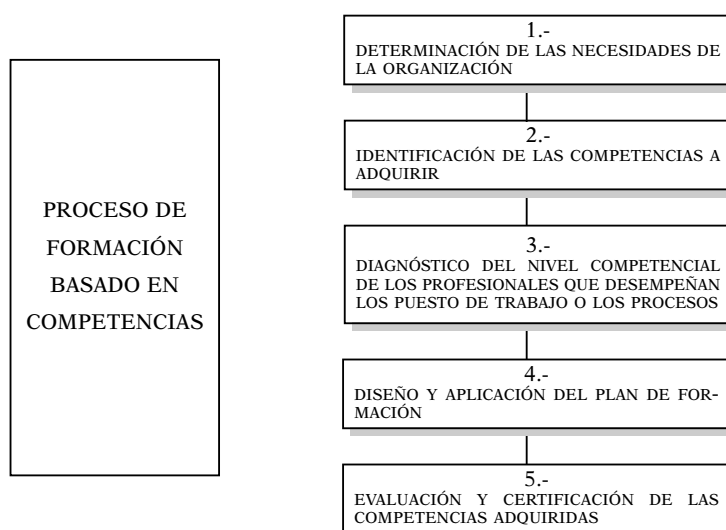 PROCESO DE
FORMACIÓN
BASADO EN
COMPETENCIAS
1.-
DETERMINACIÓN DE LAS NECESIDADES DE
LA ORGANIZACIÓN
2.-
IDENTIFICACIÓN DE LAS COMPETENCIAS A
ADQUIRIR
3.-
DIAGNÓSTICO DEL NIVEL COMPETENCIAL
DE LOS PROFESIONALES QUE DESEMPEÑAN
LOS PUESTO DE TRABAJO O LOS PROCESOS
4.-
DISEÑO Y APLICACIÓN DEL PLAN DE FOR-
MACIÓN
5.-
EVALUACIÓN Y CERTIFICACIÓN DE LAS
COMPETENCIAS ADQUIRIDAS